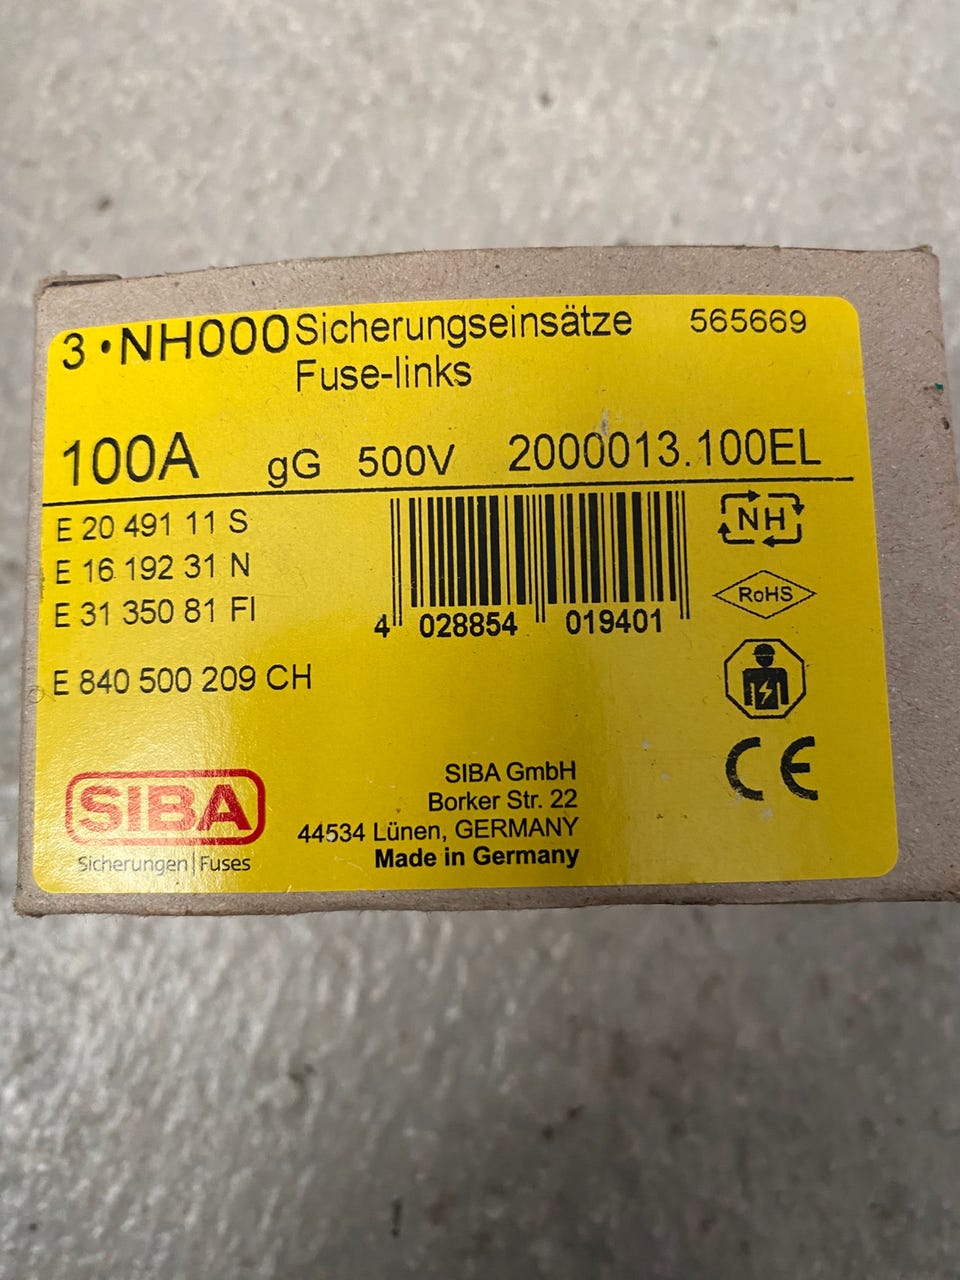 3 • NH000 Sicherungseinsätze 565669
Fuse-links
100A gG 500V 2000013.100EL
E 20 491 11 S
E 16 192 31 N
E 31 350 81 FI
E 840 500 209 CH
4 028854 019401
NH
RoHS
CE
SIBA
Sicherungen|Fuses
SIBA GmbH
Borker Str. 22
44534 Lünen, GERMANY
Made in Germany